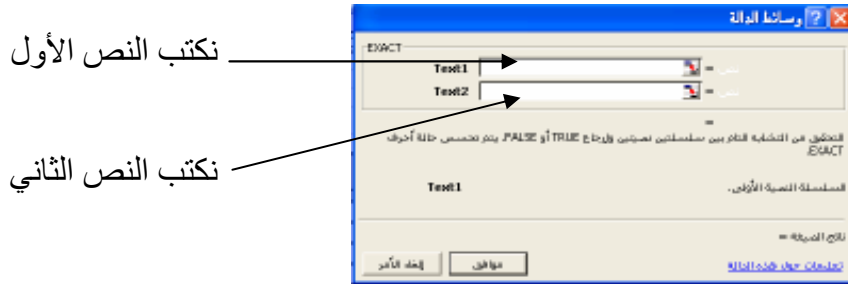 وسائط الدالة
EXACT
نكتب النص الأول
Text1
= نص
Text2
= نص
نكتب النص الثاني
=
التحقق من التشابه التام بين سلسلتين نصيتين وإرجاع TRUE أو FALSE. يتم تحسس حالة أحرف
EXACT.
Text1
السلسلة النصية الأولى.
ناتج الصيغة =
تعليمات حول هذه الدالة
موافق
إلغاء الأمر